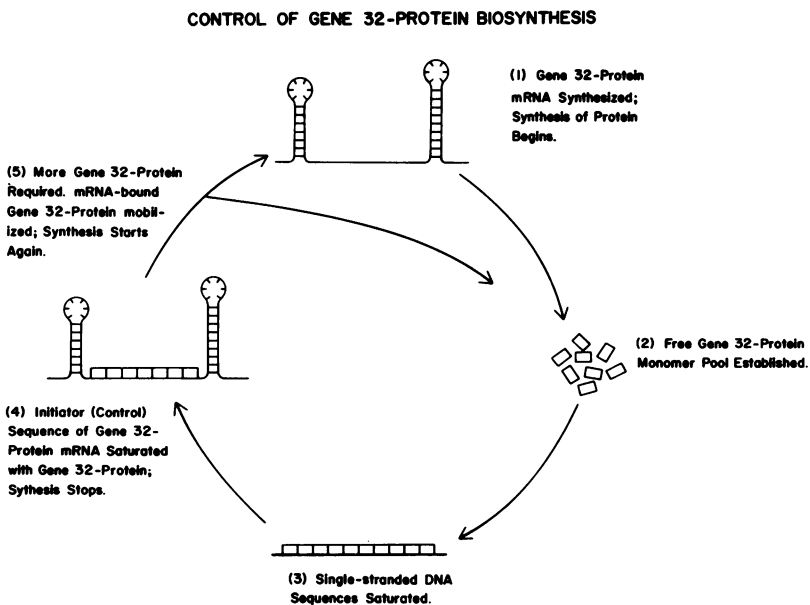 CONTROL OF GENE 32-PROTEIN BIOSYNTHESIS
(1) Gene 32-Protein
mRNA Synthesized;
Synthesis of Protein
Begins.
(2) Free Gene 32-Protein
Monomer Pool Established.
(3) Single-stranded DNA
Sequences Saturated.
(4) Initiator (Control)
Sequence of Gene 32-
Protein mRNA Saturated
with Gene 32-Protein;
Sythesis Stops.
(5) More Gene 32-Protein
Required. mRNA-bound
Gene 32-Protein mobil-
ized; Synthesis Starts
Again.